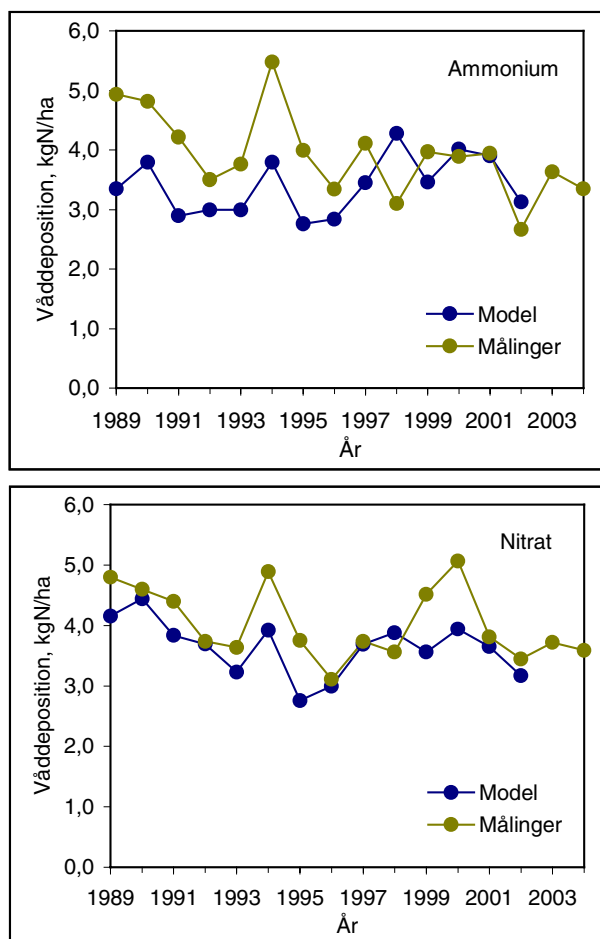 6,0
Ammonium
5,0
4,0
3,0
2,0
1,0
0,0
Våddeposition, kgN/ha
Model
Målinger
1989 1991 1993 1995 1997 1999 2001 2003
År
6,0
Nitrat
5,0
4,0
3,0
2,0
1,0
0,0
Våddeposition, kgN/ha
Model
Målinger
1989 1991 1993 1995 1997 1999 2001 2003
År